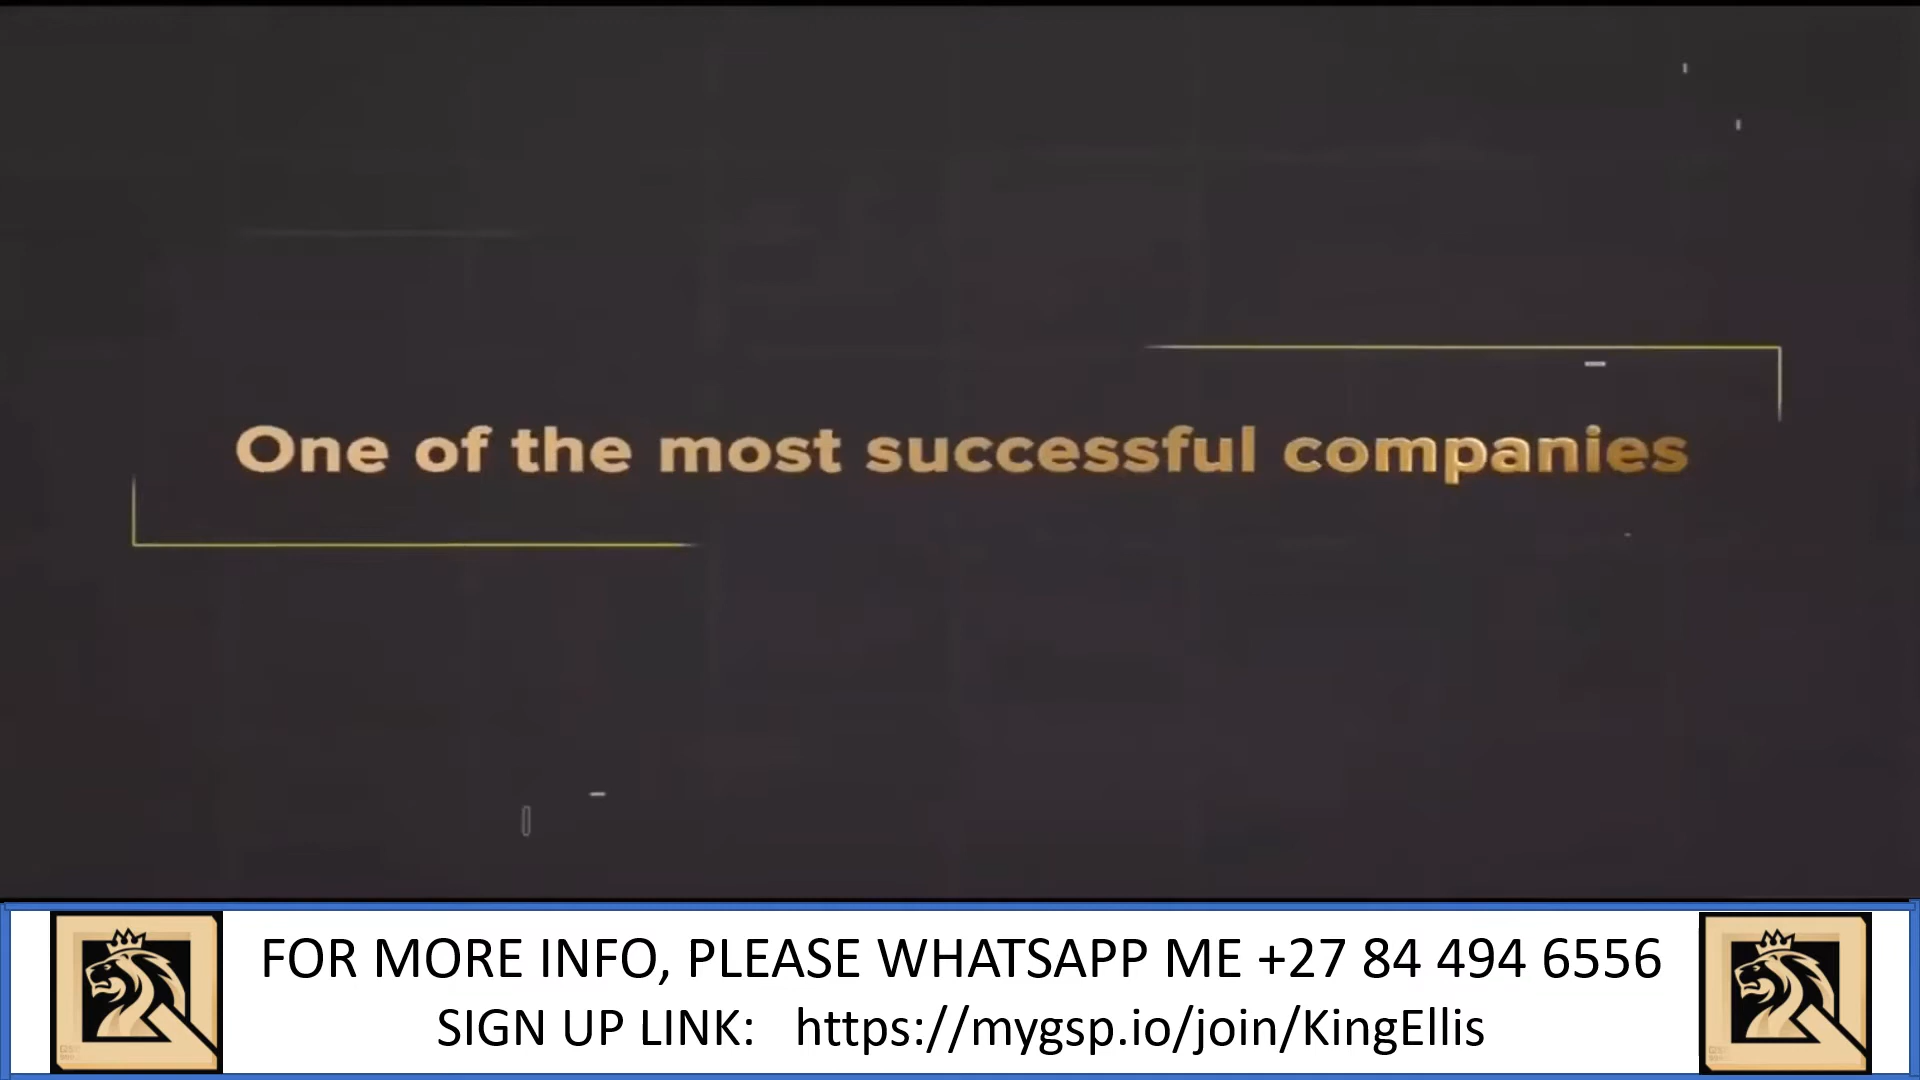 One of the most successful companies
FOR MORE INFO, PLEASE WHATSAPP ME +27 84 494 6556
SIGN UP LINK: https://mygsp.io/join/KingEllis